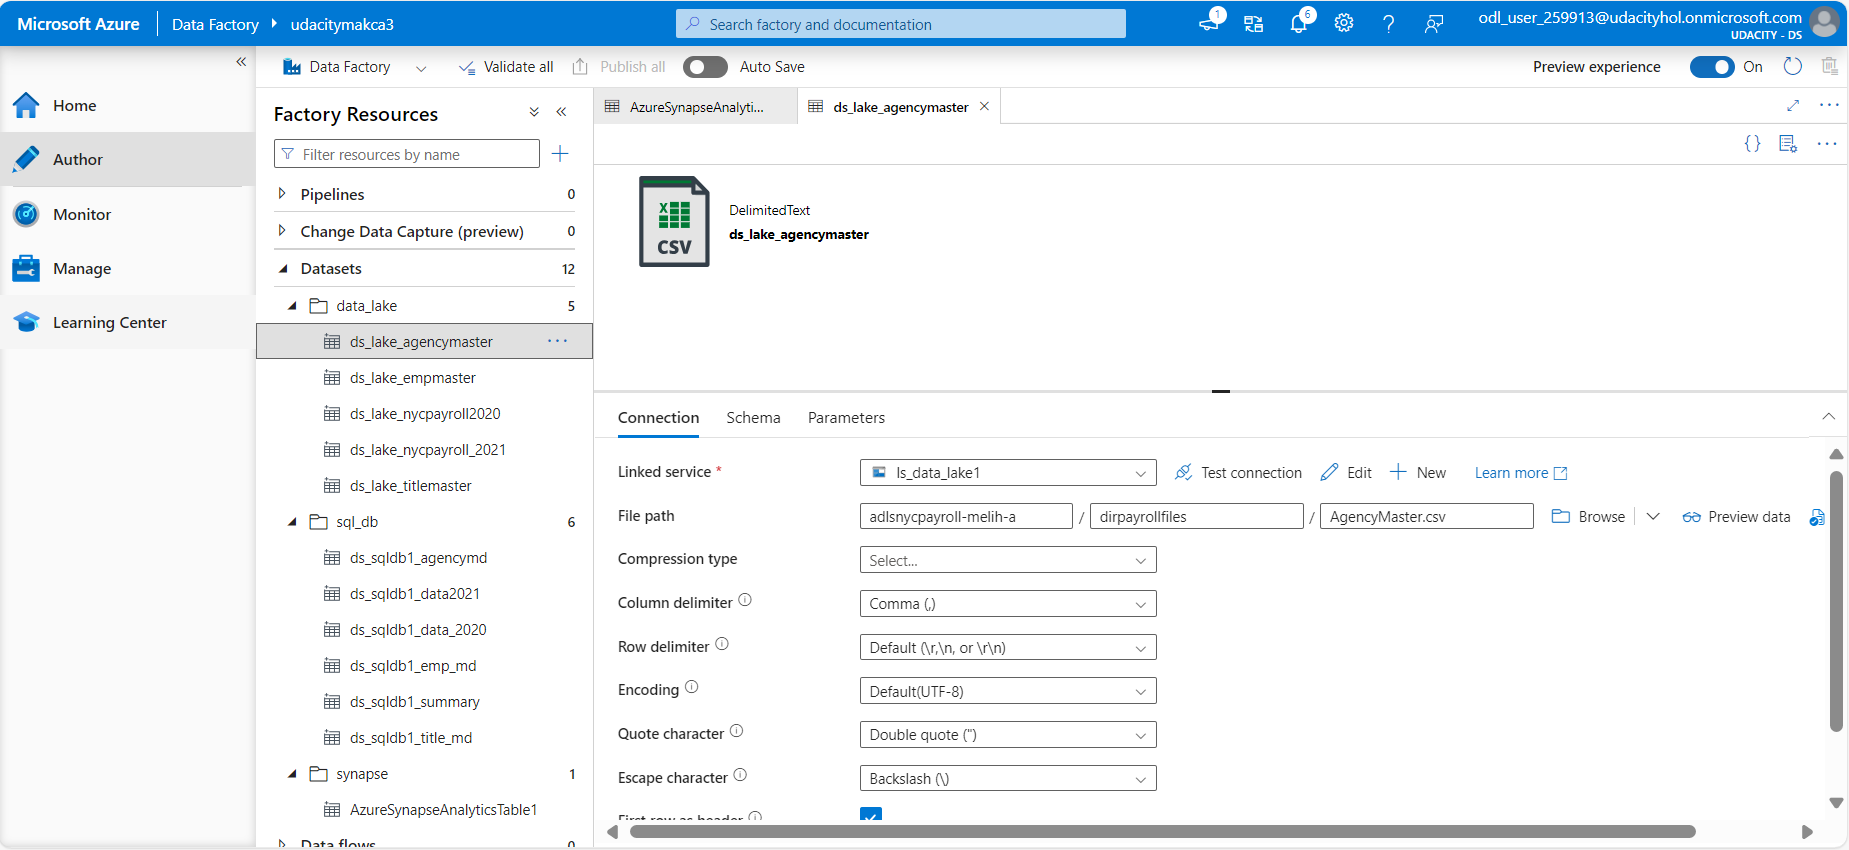 Microsoft Azure Data Factory udacitymakca3
Search factory and documentation
1
6
odl_user_259913@udacityhol.onmicrosoft.com
UDACITY - DS
Home
Author
Monitor
Manage
Learning Center
Data Factory
Validate all
Publish all
Auto Save
Preview experience
On
Factory Resources
Filter resources by name
Pipelines 0
Change Data Capture (preview) 0
Datasets 12
data_lake 5
ds_lake_agencymaster
ds_lake_empmaster
ds_lake_nycpayroll2020
ds_lake_nycpayroll_2021
ds_lake_titlemaster
sql_db 6
ds_sqldb1_agencymd
ds_sqldb1_data2021
ds_sqldb1_data_2020
ds_sqldb1_emp_md
ds_sqldb1_summary
ds_sqldb1_title_md
synapse 1
AzureSynapseAnalyticsTable1
Data flows 0
AzureSynapseAnalyti...
ds_lake_agencymaster
CSV
DelimitedText
ds_lake_agencymaster
Connection Schema Parameters
Linked service * ls_data_lake1 Test connection Edit New Learn more
File path adlsnycpayroll-melih-a / dirpayrollfiles / AgencyMaster.csv Browse Preview data
Compression type Select...
Column delimiter Comma (,)
Row delimiter Default (\r,\n, or \r\n)
Encoding Default(UTF-8)
Quote character Double quote (")
Escape character Backslash (\)
First row as header